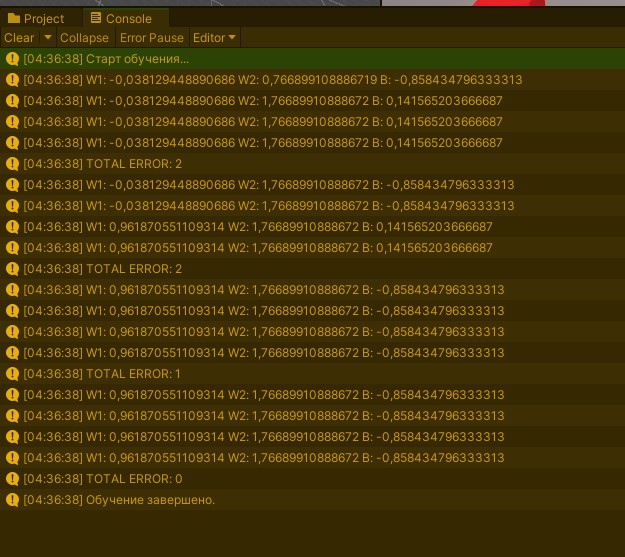 Project Console
Clear Collapse Error Pause Editor
[04:36:38] Старт обучения...
[04:36:38] W1: -0,038129448890686 W2: 0,766899108886719 B: -0,858434796333313
[04:36:38] W1: -0,038129448890686 W2: 1,76689910888672 B: 0,141565203666687
[04:36:38] W1: -0,038129448890686 W2: 1,76689910888672 B: 0,141565203666687
[04:36:38] W1: -0,038129448890686 W2: 1,76689910888672 B: 0,141565203666687
[04:36:38] TOTAL ERROR: 2
[04:36:38] W1: -0,038129448890686 W2: 1,76689910888672 B: -0,858434796333313
[04:36:38] W1: -0,038129448890686 W2: 1,76689910888672 B: -0,858434796333313
[04:36:38] W1: 0,961870551109314 W2: 1,76689910888672 B: 0,141565203666687
[04:36:38] W1: 0,961870551109314 W2: 1,76689910888672 B: 0,141565203666687
[04:36:38] TOTAL ERROR: 2
[04:36:38] W1: 0,961870551109314 W2: 1,76689910888672 B: -0,858434796333313
[04:36:38] W1: 0,961870551109314 W2: 1,76689910888672 B: -0,858434796333313
[04:36:38] W1: 0,961870551109314 W2: 1,76689910888672 B: -0,858434796333313
[04:36:38] W1: 0,961870551109314 W2: 1,76689910888672 B: -0,858434796333313
[04:36:38] TOTAL ERROR: 1
[04:36:38] W1: 0,961870551109314 W2: 1,76689910888672 B: -0,858434796333313
[04:36:38] W1: 0,961870551109314 W2: 1,76689910888672 B: -0,858434796333313
[04:36:38] W1: 0,961870551109314 W2: 1,76689910888672 B: -0,858434796333313
[04:36:38] W1: 0,961870551109314 W2: 1,76689910888672 B: -0,858434796333313
[04:36:38] TOTAL ERROR: 0
[04:36:38] Обучение завершено.